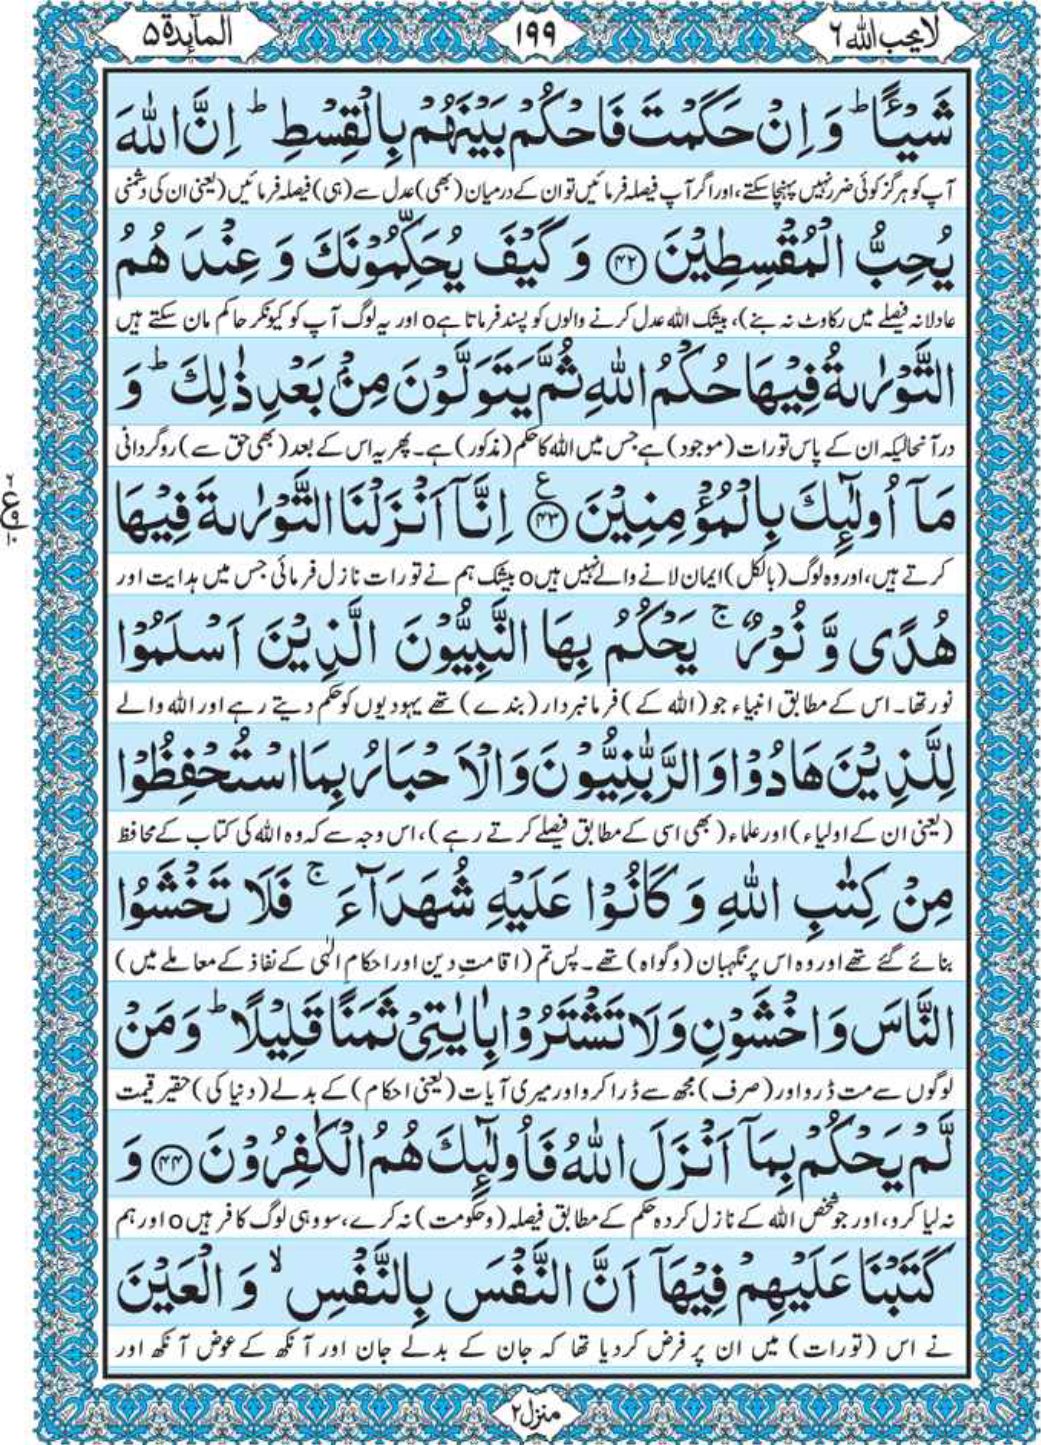 المآئدة ۵
۱۹۹
لا یحب اللہ ۶
شَيْـًٔا ؕ وَ اِنْ حَكَمْتَ فَاحْكُمْ بَيْنَهُمْ بِالْقِسْطِ ؕ اِنَّ اللّٰهَ
آپ کو ہرگز کوئی ضرر نہیں پہنچا سکتے، اور اگر آپ فیصلہ فرمائیں تو ان کے درمیان (بھی) عدل سے (ہی) فیصلہ فرمائیں (یعنی ان کی دشمنی
يُحِبُّ الْمُقْسِطِيْنَ ﴿۴۲﴾ وَ كَيْفَ يُحَكِّمُوْنَكَ وَ عِنْدَ هُمُ
عادلانہ فیصلے میں رکاوٹ نہ بنے)، بیشک اللہ عدل کرنے والوں کو پسند فرماتا ہےo اور یہ لوگ آپ کو کیونکر حاکم مان سکتے ہیں
التَّوْرٰىةُ فِيْهَا حُكْمُ اللّٰهِ ثُمَّ يَتَوَلَّوْنَ مِنْۢ بَعْدِ ذٰلِكَ ؕ وَ
درآنحالیکہ ان کے پاس تورات (موجود) ہے جس میں اللہ کا حکم (مذکور) ہے۔ پھر یہ اس کے بعد (بھی حق سے) روگردانی
مَاۤ اُولٰٓئِكَ بِالْمُؤْمِنِيْنَ ﴿۴۳﴾ ع اِنَّاۤ اَنْزَلْنَا التَّوْرٰىةَ فِيْهَا
کرتے ہیں، اور وہ لوگ (بالکل) ایمان لانے والے نہیں ہیںo بیشک ہم نے تورات نازل فرمائی جس میں ہدایت اور
هُدًى وَّ نُوْرٌ ۚ يَحْكُمُ بِهَا النَّبِيُّوْنَ الَّذِيْنَ اَسْلَمُوْا
نور تھا۔ اس کے مطابق انبیاء جو (اللہ کے) فرمانبردار (بندے) تھے یہودیوں کو حکم دیتے رہے اور اللہ والے
لِلَّذِيْنَ هَادُوْا وَ الرَّبّٰنِيُّوْنَ وَ الْاَحْبَارُ بِمَا اسْتُحْفِظُوْا
(یعنی ان کے اولیاء) اور علماء (بھی اسی کے مطابق فیصلے کرتے رہے)، اس وجہ سے کہ وہ اللہ کی کتاب کے محافظ
مِنْ كِتٰبِ اللّٰهِ وَ كَانُوْا عَلَيْهِ شُهَدَآءَ ۚ فَلَا تَخْشَوُا
بنائے گئے تھے اور وہ اس پر نگہبان (و گواہ) تھے۔ پس تم (اقامتِ دین اور احکامِ الٰہی کے نفاذ کے معاملے میں)
النَّاسَ وَ اخْشَوْنِ وَ لَا تَشْتَرُوْا بِاٰيٰتِيْ ثَمَنًا قَلِيْلًا ؕ وَ مَنْ
لوگوں سے مت ڈرو اور (صرف) مجھ سے ڈرا کرو اور میری آیات (یعنی احکام) کے بدلے (دنیا کی) حقیر قیمت
لَّمْ يَحْكُمْ بِمَاۤ اَنْزَلَ اللّٰهُ فَاُولٰٓئِكَ هُمُ الْكٰفِرُوْنَ ﴿۴۴﴾ وَ
نہ لیا کرو، اور جو شخص اللہ کے نازل کردہ حکم کے مطابق فیصلہ (و حکومت) نہ کرے، سو وہی لوگ کافر ہیںo اور ہم
كَتَبْنَا عَلَيْهِمْ فِيْهَاۤ اَنَّ النَّفْسَ بِالنَّفْسِ ۙ وَ الْعَيْنَ
نے اس (تورات) میں ان پر فرض کردیا تھا کہ جان کے بدلے جان اور آنکھ کے عوض آنکھ اور
منزل ۲